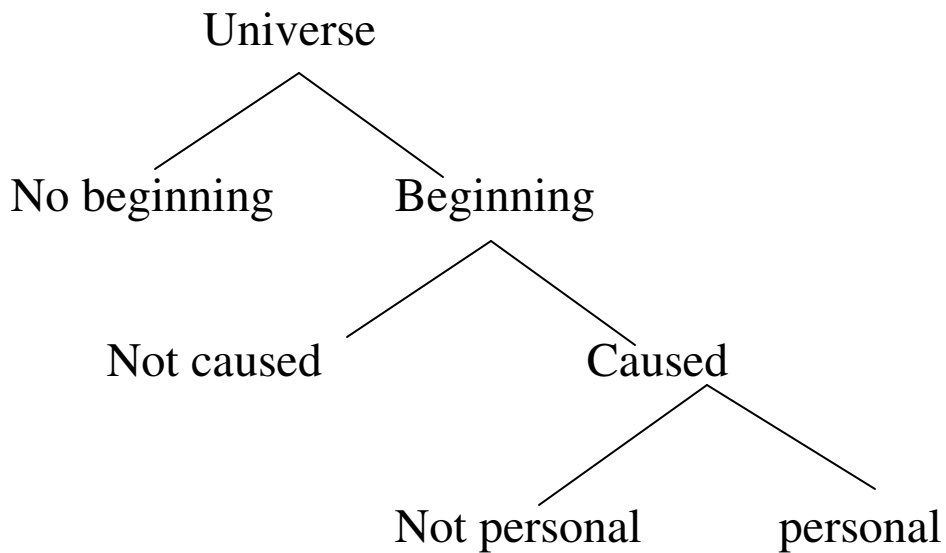 Universe
No beginning Beginning
Not caused Caused
Not personal personal